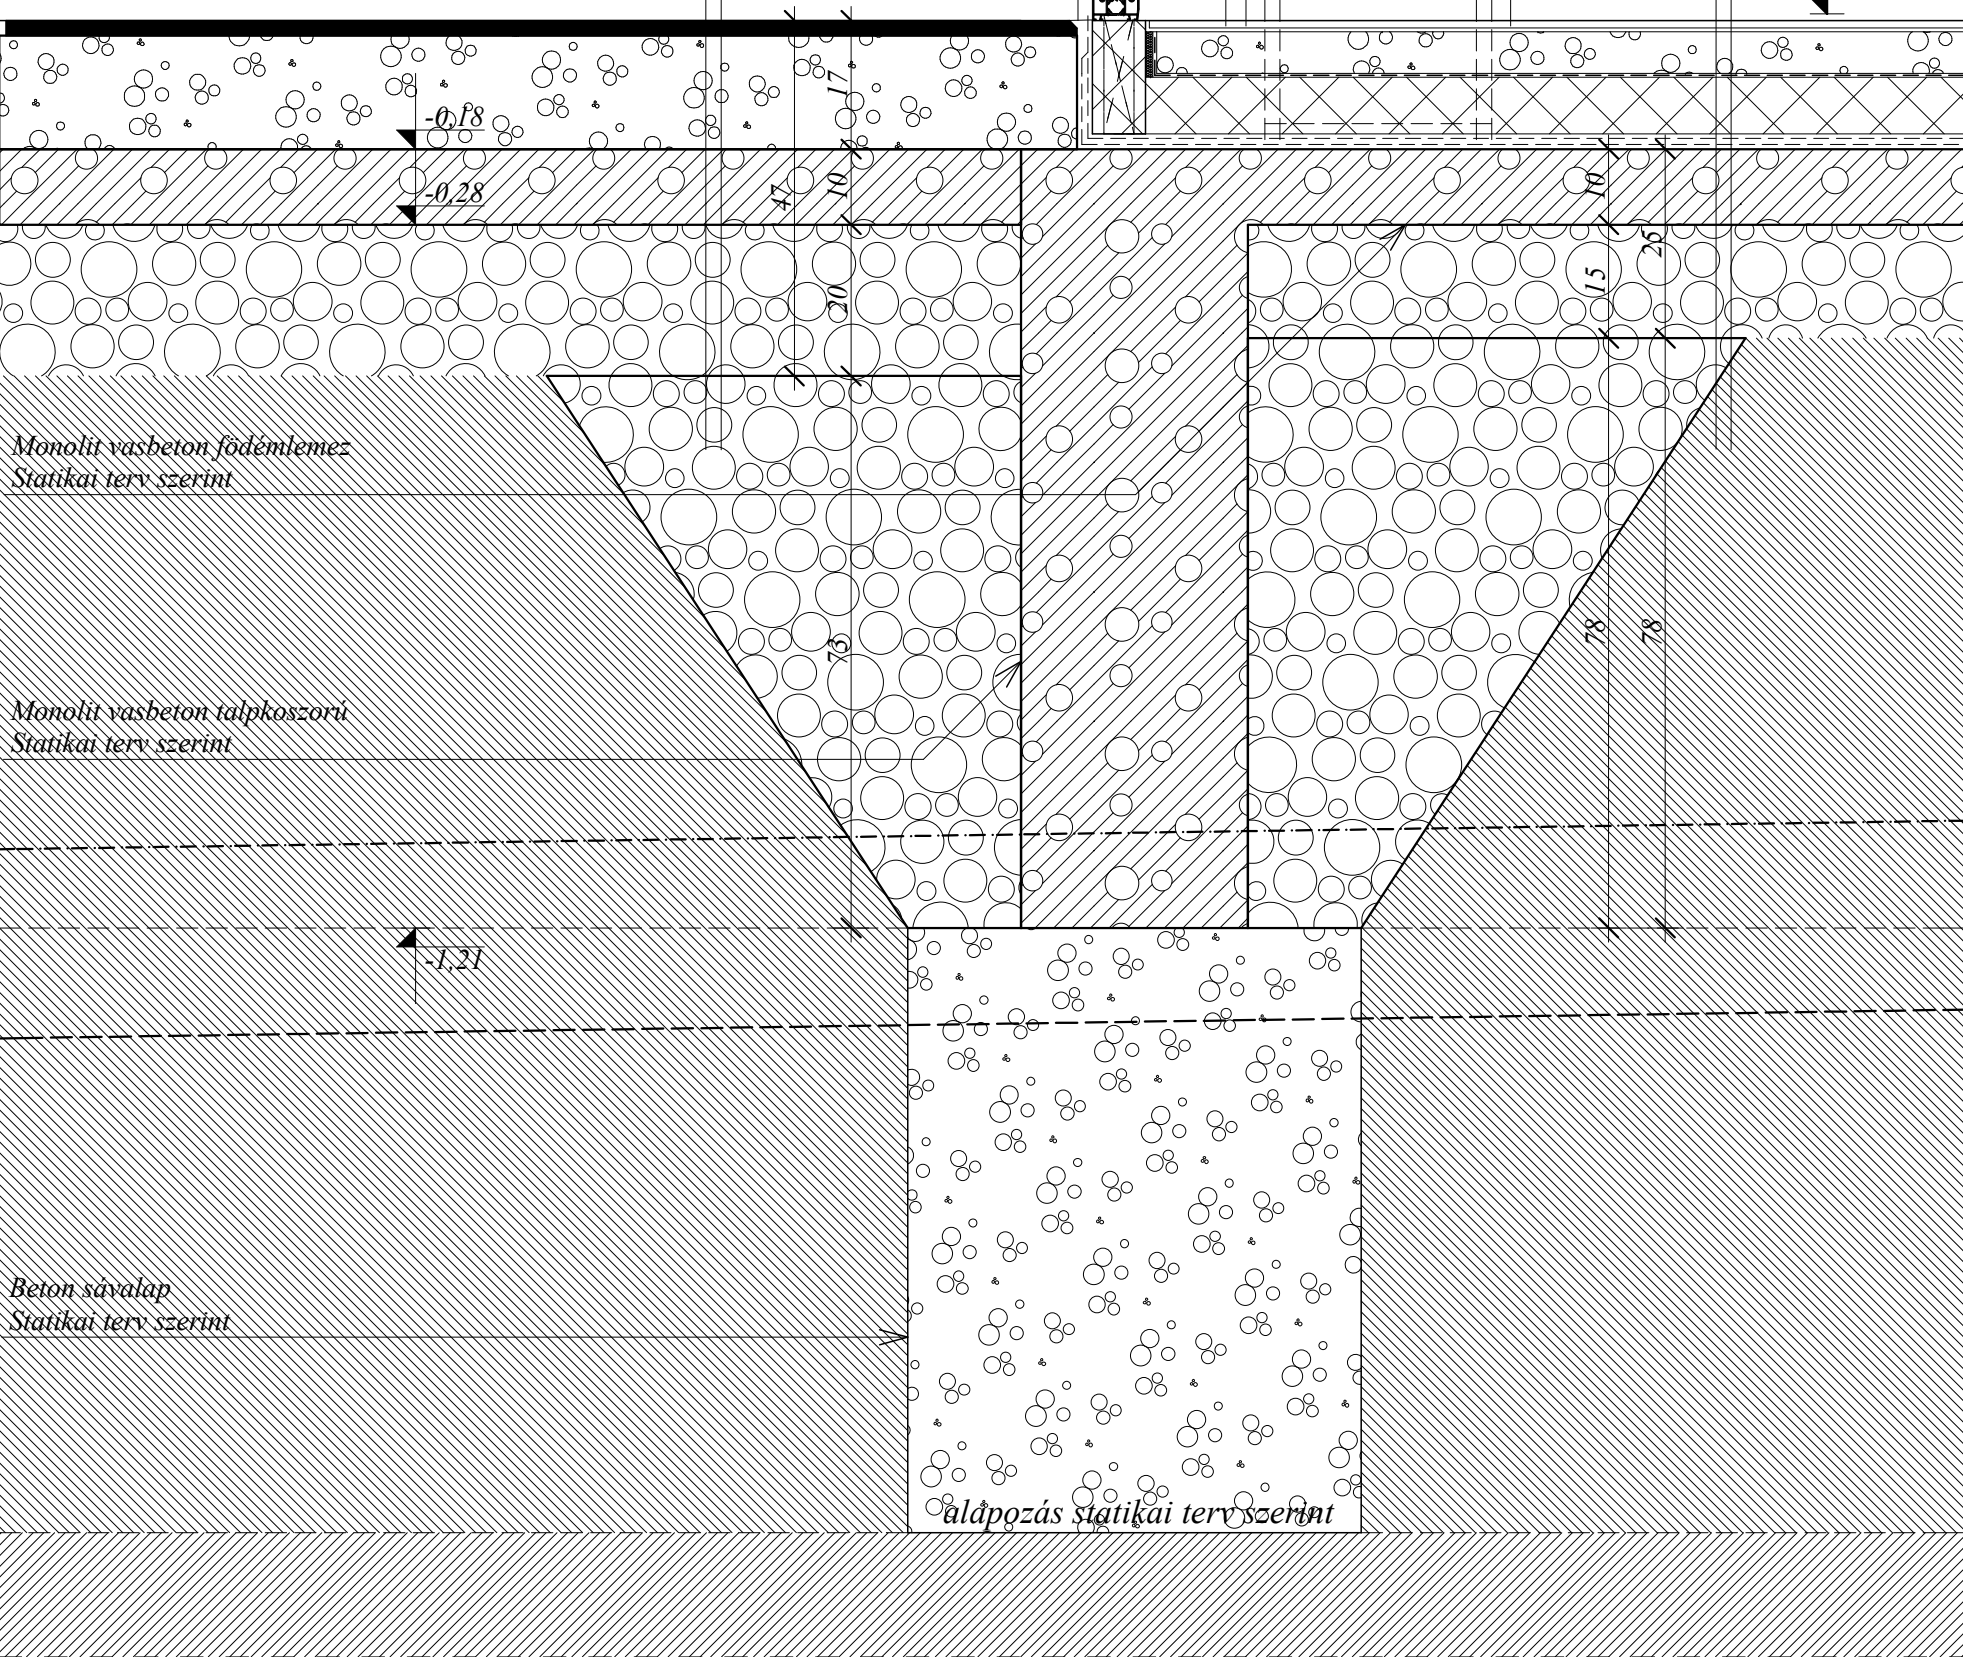 17
-0,18
47
10
-0,28
10
25
15
20
Monolit vasbeton födémlemez
Statikai terv szerint
73
78
78
Monolit vasbeton talpkoszorú
Statikai terv szerint
-1,21
Beton sávalap
Statikai terv szerint
alapozás statikai terv szerint